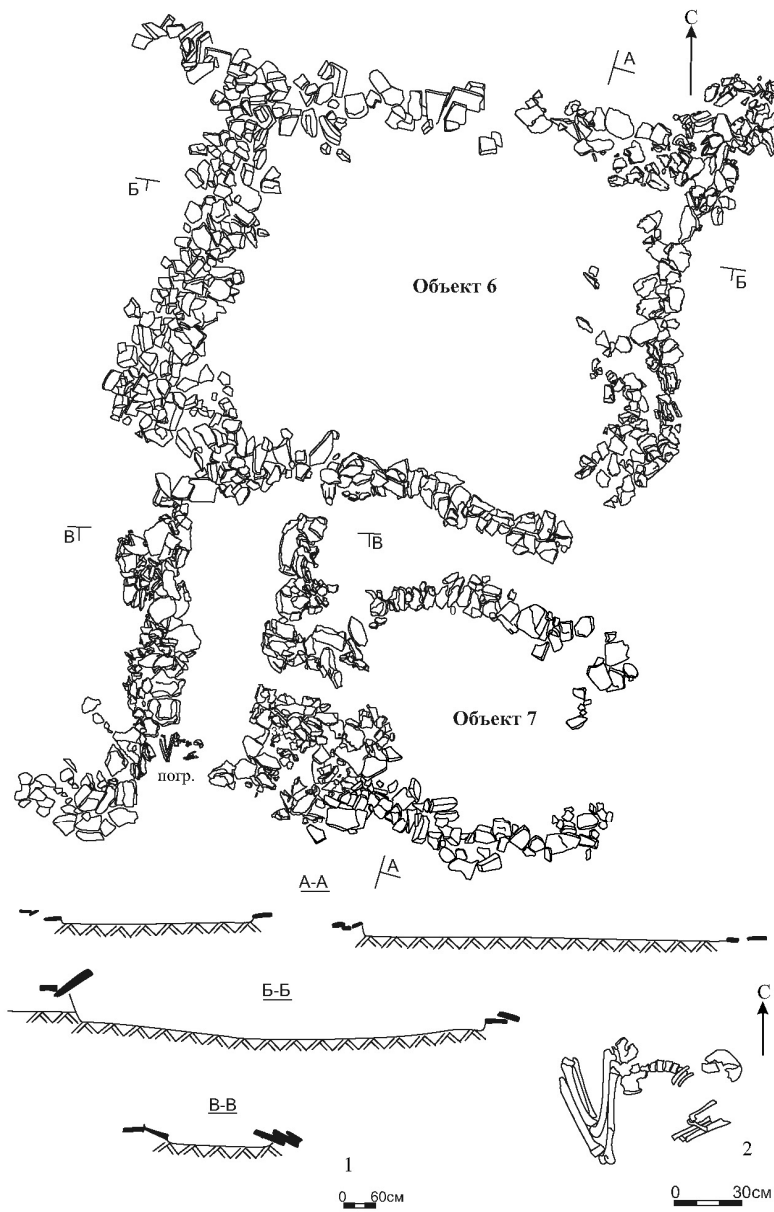 С
А
Б
Объект 6
Б
В
В
Объект 7
погр.
А-А
А
Б-Б
С
В-В
1
2
0 60см
0 30см